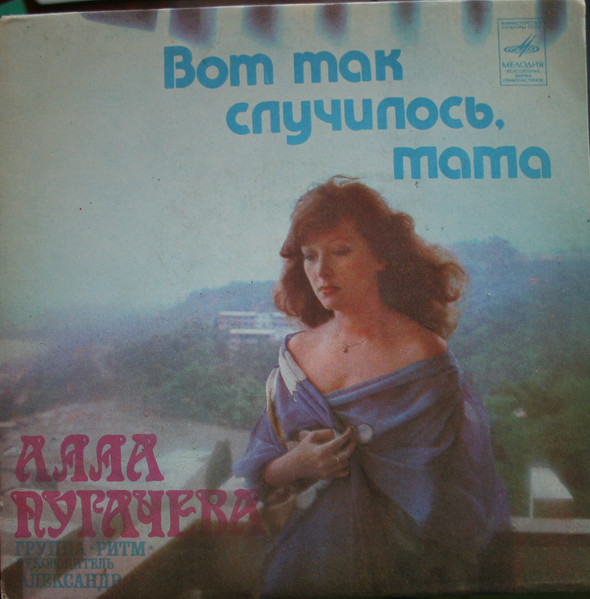 Вот так
случилось,
мама
МЕЛОДИЯ
АЛЛА
ПУГАЧЕВА
ГРУППА «РИТМ»
РУКОВОДИТЕЛЬ
АЛЕКСАНДР